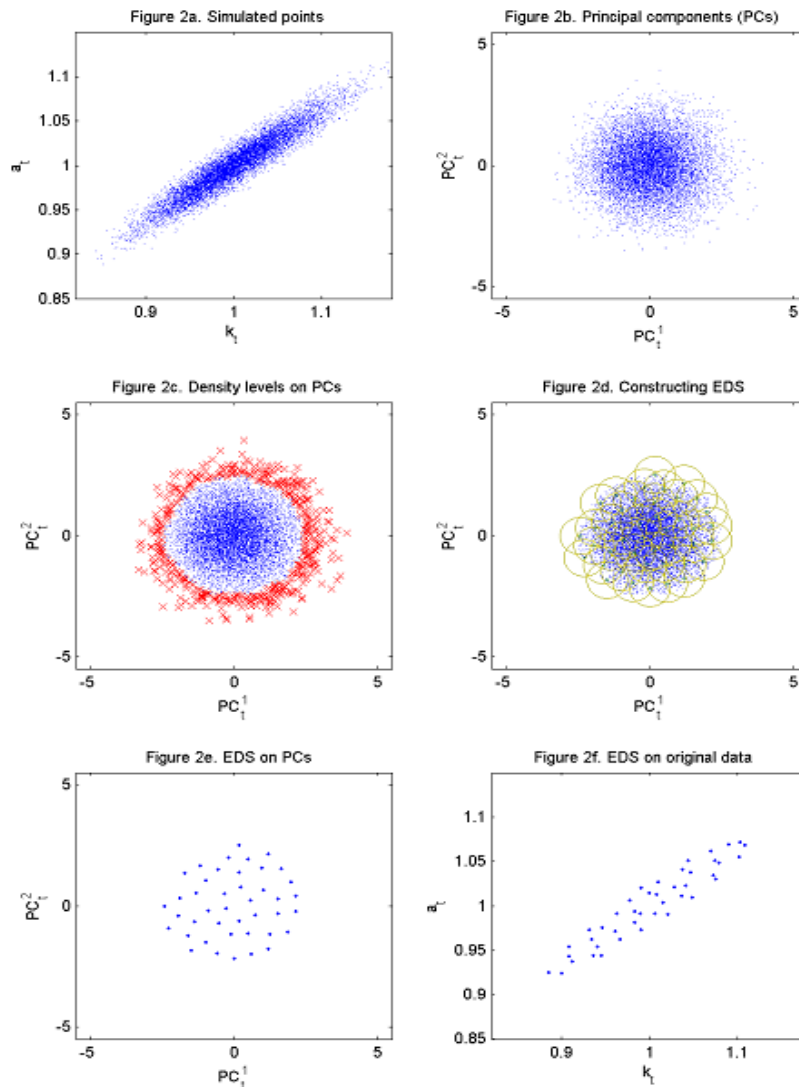 Figure 2a. Simulated points
1.1
1.05
1
0.95
0.9
0.85
a_t
0.9
1
1.1
k_t
Figure 2b. Principal components (PCs)
5
0
-5
PC_t^2
-5
0
5
PC_t^1
Figure 2c. Density levels on PCs
5
0
-5
PC_t^2
-5
0
5
PC_t^1
Figure 2d. Constructing EDS
5
0
-5
PC_t^2
-5
0
5
PC_t^1
Figure 2e. EDS on PCs
5
0
-5
PC_t^2
-5
0
5
PC_t^1
Figure 2f. EDS on original data
1.1
1.05
1
0.95
0.9
0.85
a_t
0.9
1
1.1
k_t